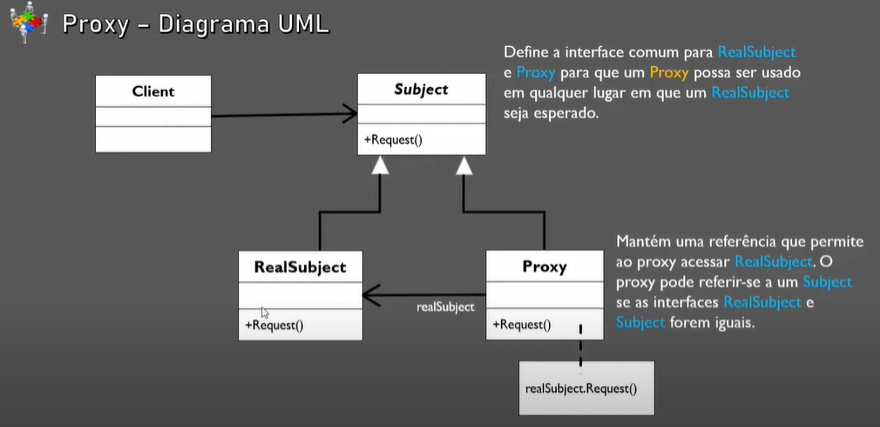 Proxy – Diagrama UML
Define a interface comum para RealSubject
e Proxy para que um Proxy possa ser usado
em qualquer lugar em que um RealSubject
seja esperado.
Client
Subject
+Request()
RealSubject
+Request()
realSubject
Proxy
+Request()
realSubject.Request()
Mantém uma referência que permite
ao proxy acessar RealSubject. O
proxy pode referir-se a um Subject
se as interfaces RealSubject e
Subject forem iguais.